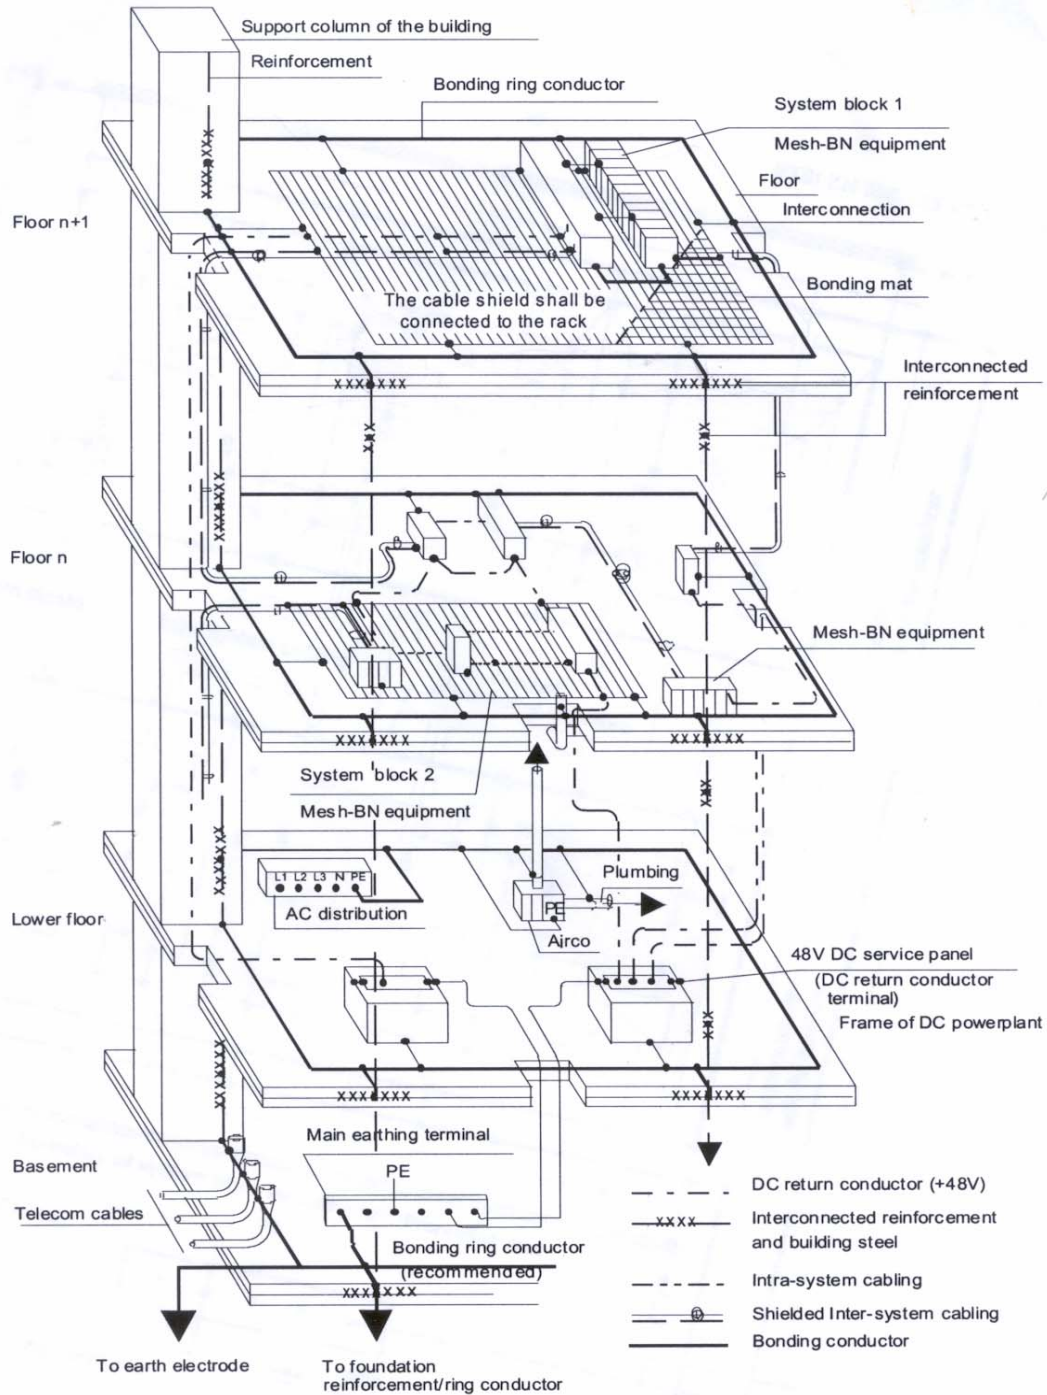 Support column of the building
Reinforcement
Bonding ring conductor
System block 1
Mesh-BN equipment
Floor
Interconnection
Floor n+1
Bonding mat
The cable shield shall be
connected to the rack
Interconnected
reinforcement
Floor n
Mesh-BN equipment
System block 2
Mesh-BN equipment
L1 L2 L3 N PE
AC distribution
Plumbing
PE
Airco
Lower floor
48V DC service panel
(DC return conductor
terminal)
Frame of DC powerplant
Main earthing terminal
PE
Basement
Telecom cables
Bonding ring conductor
(recommended)
To earth electrode
To foundation
reinforcement/ring conductor
DC return conductor (+48V)
Interconnected reinforcement
and building steel
Intra-system cabling
Shielded Inter-system cabling
Bonding conductor